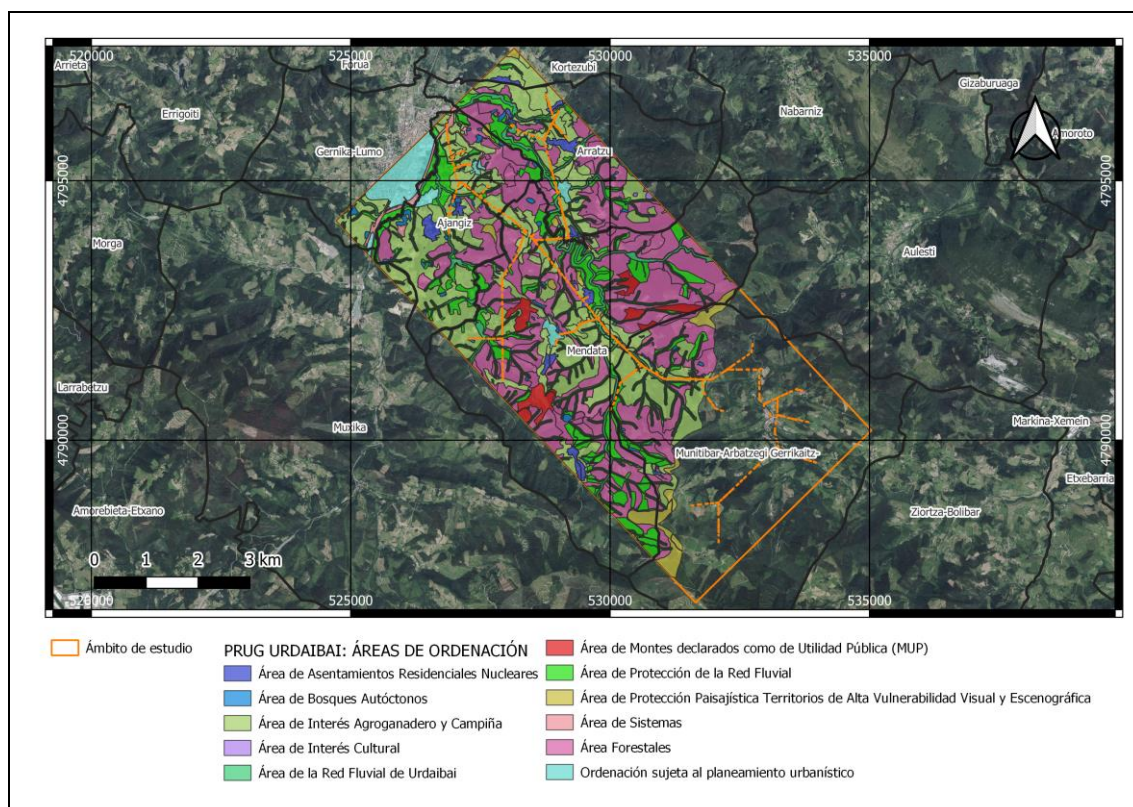 520000
525000
530000
535000
Arrieta
Forua
Kortezubi
Gizaburuaga
Errigoiti
Nabarniz
Amoroto
Gernika-Lumo
Arratzu
4795000
4795000
Ajangiz
Morga
Aulesti
Mendata
Larrabetzu
Muxika
Markina-Xemein
4790000
4790000
Munitibar-Arbatzegi Gerrikaitz-
Etxebarria
Amorebieta-Etxano
Ziortza-Bolibar
0 1 2 3 km
520000
525000
530000
535000
Ámbito de estudio
PRUG URDAIBAI: ÁREAS DE ORDENACIÓN
Área de Asentamientos Residenciales Nucleares
Área de Bosques Autóctonos
Área de Interés Agroganadero y Campiña
Área de Interés Cultural
Área de la Red Fluvial de Urdaibai
Área de Montes declarados como de Utilidad Pública (MUP)
Área de Protección de la Red Fluvial
Área de Protección Paisajística Territorios de Alta Vulnerabilidad Visual y Escenográfica
Área de Sistemas
Área Forestales
Ordenación sujeta al planeamiento urbanístico